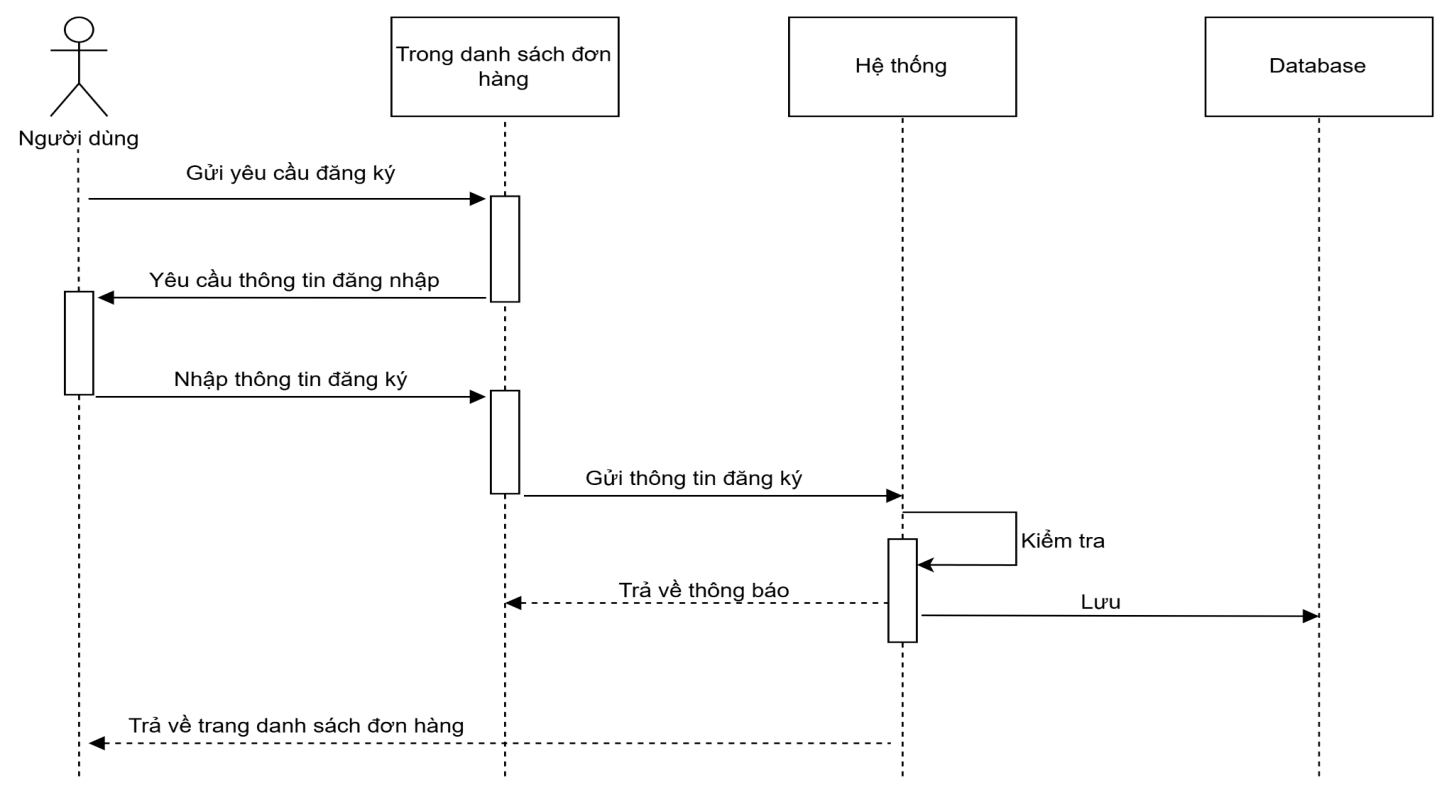 Trong danh sách đơn
hàng
Hệ thống
Database
Người dùng
Gửi yêu cầu đăng ký
Yêu cầu thông tin đăng nhập
Nhập thông tin đăng ký
Gửi thông tin đăng ký
Kiểm tra
Trả về thông báo
Lưu
Trả về trang danh sách đơn hàng